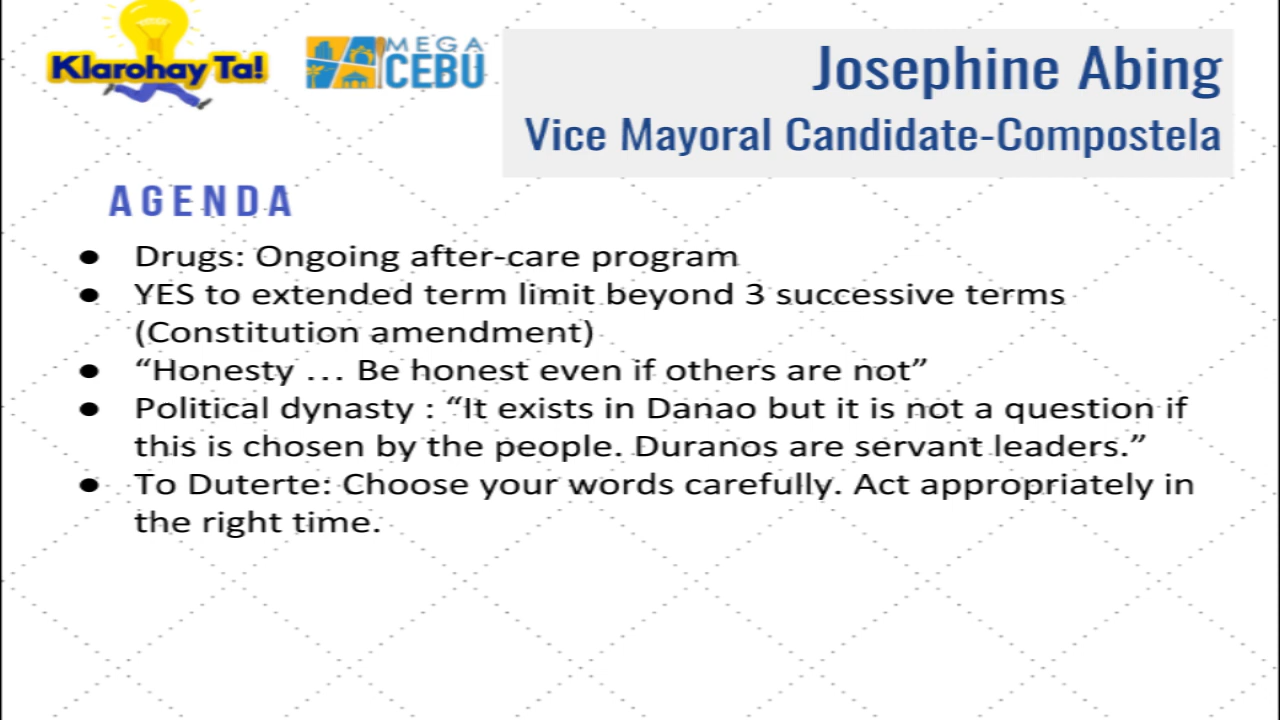 Klarohay Ta!
MEGA
CEBU
Josephine Abing
Vice Mayoral Candidate-Compostela
AGENDA
● Drugs: Ongoing after-care program
● YES to extended term limit beyond 3 successive terms
(Constitution amendment)
● “Honesty … Be honest even if others are not”
● Political dynasty : “It exists in Danao but it is not a question if
this is chosen by the people. Duranos are servant leaders.”
● To Duterte: Choose your words carefully. Act appropriately in
the right time.